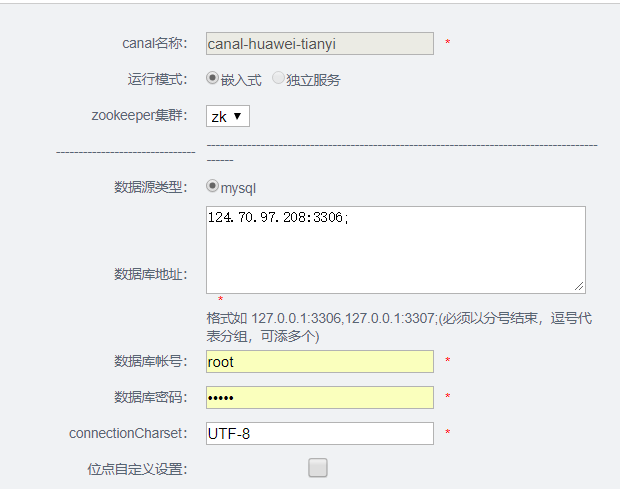 canal名称： canal-huawei-tianyi *
运行模式： 嵌入式 独立服务
zookeeper集群： zk
数据源类型： mysql
124.70.97.208:3306;
数据库地址：
*
格式如 127.0.0.1:3306,127.0.0.1:3307;(必须以分号结束，逗号代
表分组，可添多个)
数据库帐号： root *
数据库密码： ••••• *
connectionCharset： UTF-8 *
位点自定义设置：